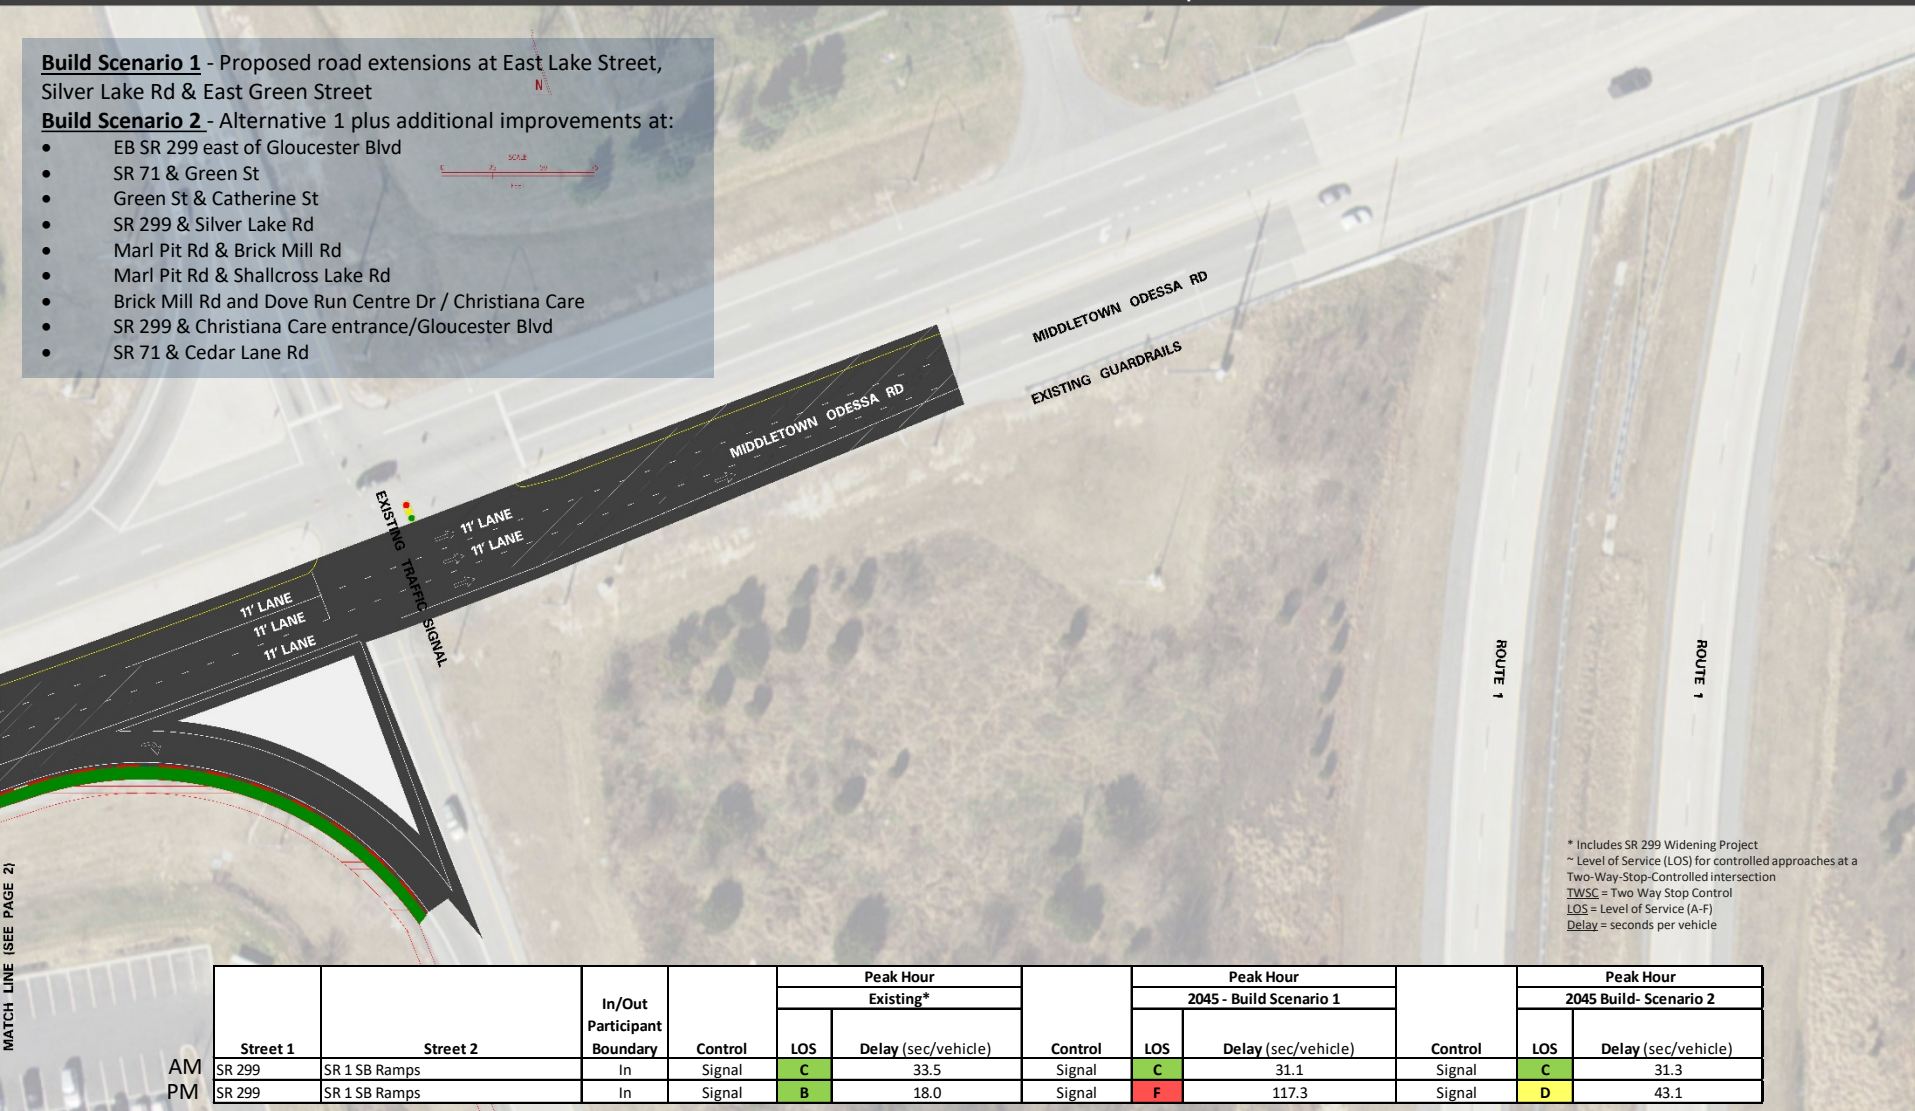 Build Scenario 1 - Proposed road extensions at East Lake Street,
Silver Lake Rd & East Green Street
Build Scenario 2 - Alternative 1 plus additional improvements at:
• EB SR 299 east of Gloucester Blvd
• SR 71 & Green St
• Green St & Catherine St
• SR 299 & Silver Lake Rd
• Marl Pit Rd & Brick Mill Rd
• Marl Pit Rd & Shallcross Lake Rd
• Brick Mill Rd and Dove Run Centre Dr / Christiana Care
• SR 299 & Christiana Care entrance/Gloucester Blvd
• SR 71 & Cedar Lane Rd
N
SCALE
MIDDLETOWN ODESSA RD
EXISTING GUARDRAILS
MIDDLETOWN ODESSA RD
EXISTING TRAFFIC SIGNAL
11' LANE
11' LANE
11' LANE
11' LANE
11' LANE
ROUTE 1
ROUTE 1
MATCH LINE (SEE PAGE 2)
* Includes SR 299 Widening Project
~ Level of Service (LOS) for controlled approaches at a
Two-Way-Stop-Controlled intersection
TWSC = Two Way Stop Control
LOS = Level of Service (A-F)
Delay = seconds per vehicle
Peak Hour Peak Hour Peak Hour
Existing* 2045 - Build Scenario 1 2045 Build- Scenario 2
In/Out
Participant
Street 1 Street 2 Boundary Control LOS Delay (sec/vehicle) Control LOS Delay (sec/vehicle) Control LOS Delay (sec/vehicle)
AM SR 299 SR 1 SB Ramps In Signal C 33.5 Signal C 31.1 Signal C 31.3
PM SR 299 SR 1 SB Ramps In Signal B 18.0 Signal F 117.3 Signal D 43.1